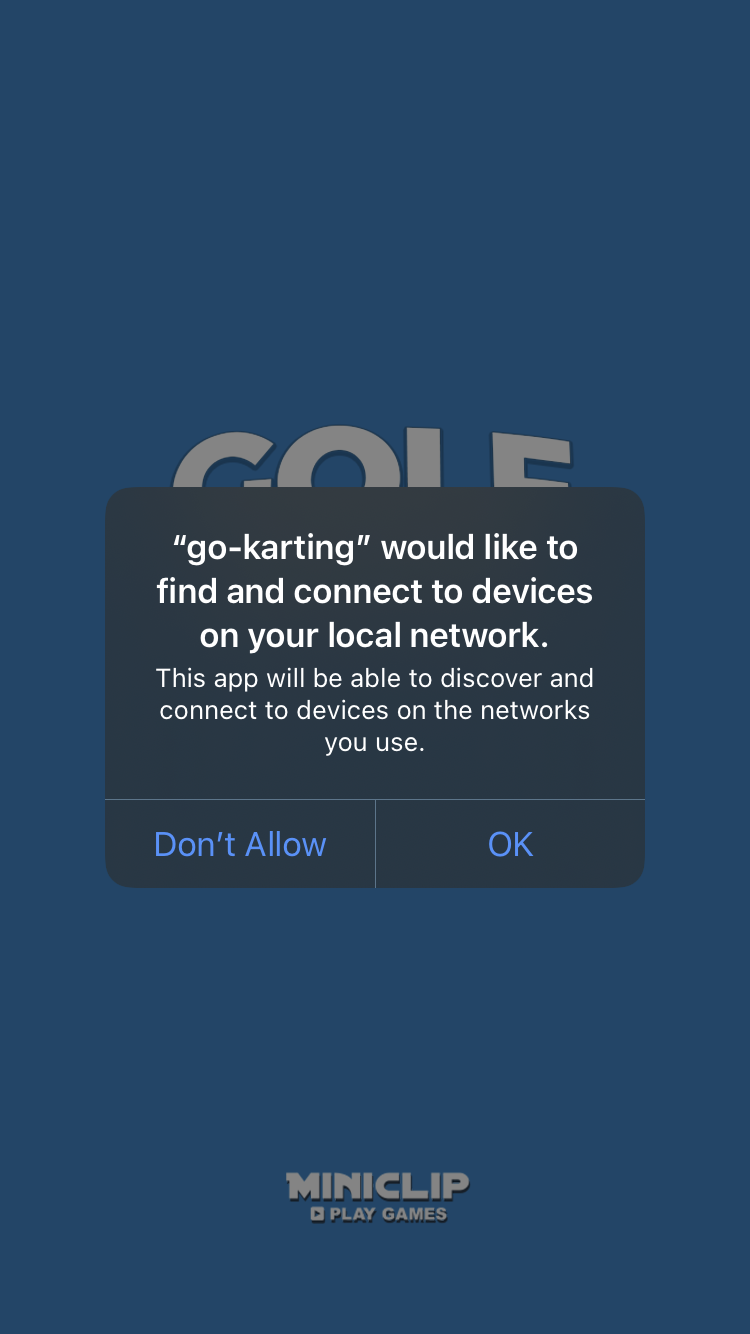 GOLF
“go-karting” would like to
find and connect to devices
on your local network.
This app will be able to discover and
connect to devices on the networks
you use.
Don’t Allow
OK
MINICLIP
PLAY GAMES